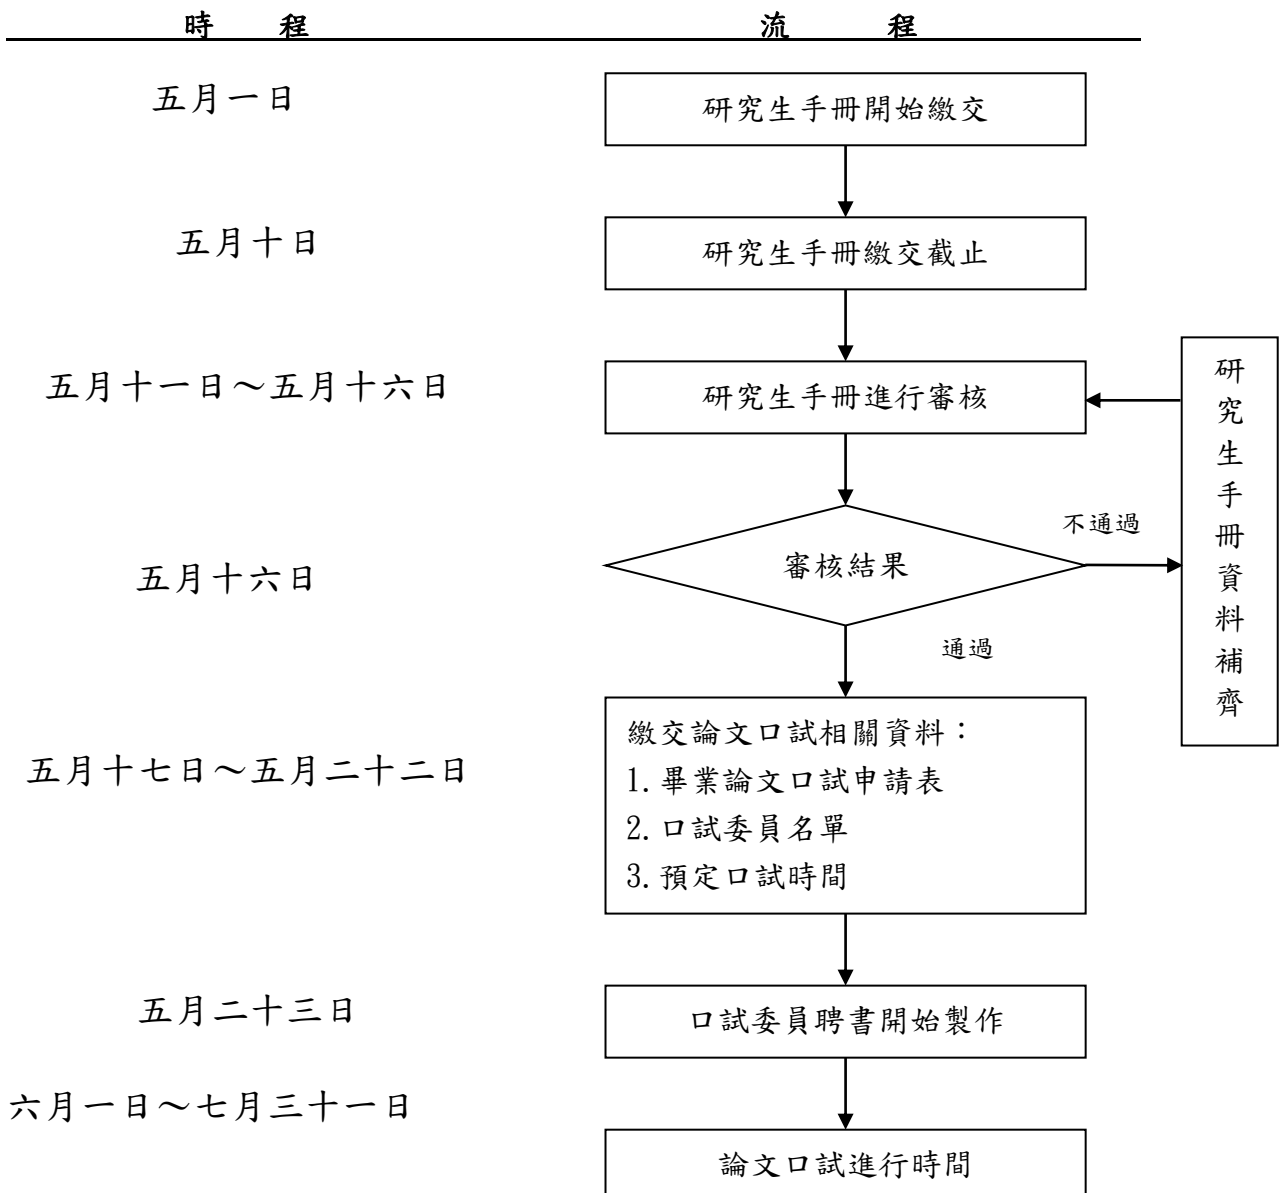 時 程 流 程
五月一日
研究生手冊開始繳交
五月十日
研究生手冊繳交截止
五月十一日～五月十六日
研究生手冊進行審核
研究生手冊資料補齊
不通過
五月十六日
審核結果
通過
五月十七日～五月二十二日
繳交論文口試相關資料：
1.畢業論文口試申請表
2.口試委員名單
3.預定口試時間
五月二十三日
口試委員聘書開始製作
六月一日～七月三十一日
論文口試進行時間